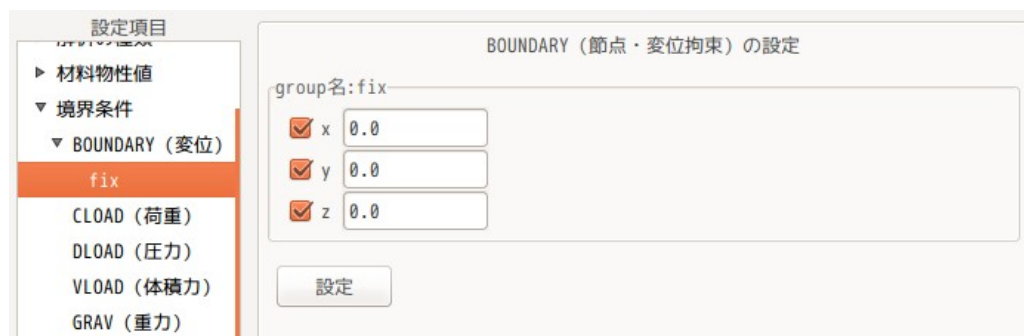 設定項目
▶ 材料物性値
▼ 境界条件
▼ BOUNDARY (変位)
fix
CLOAD (荷重)
DLOAD (圧力)
VLOAD (体積力)
GRAV (重力)
BOUNDARY (節点・変位拘束) の設定
group名:fix
x 0.0
y 0.0
z 0.0
設定